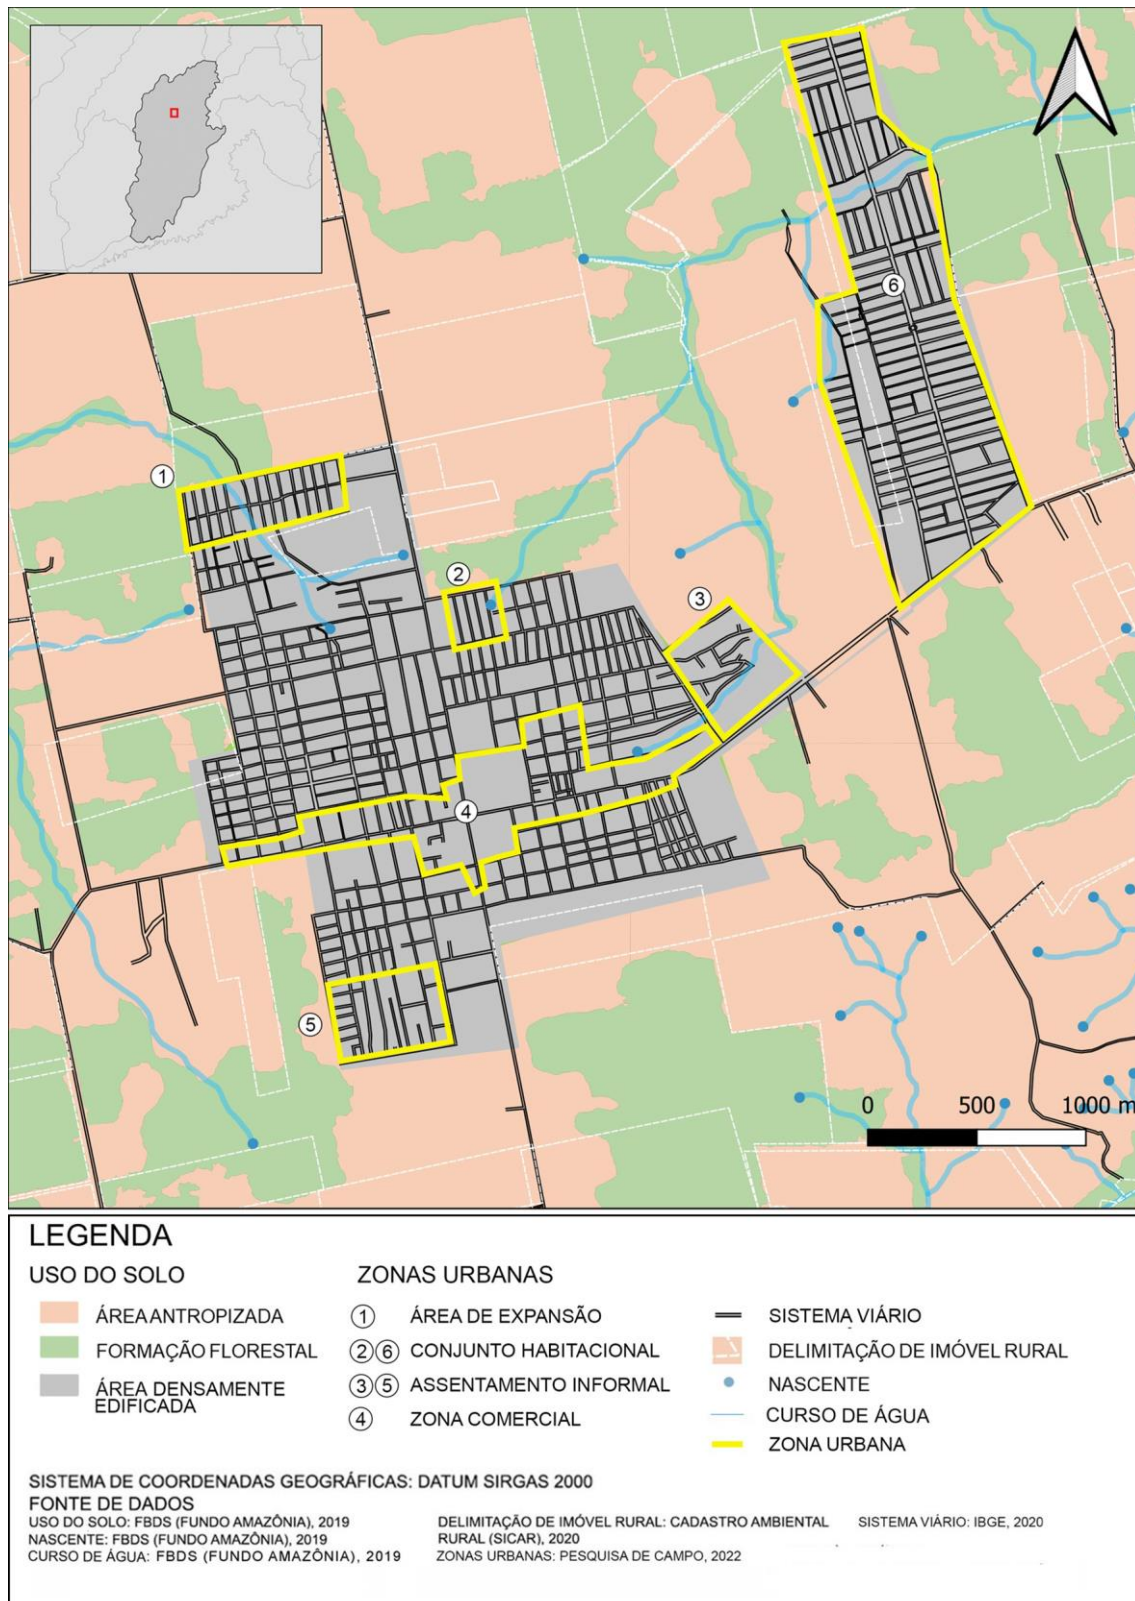 1
2
3
4
5
6
0 500 1000 m
LEGENDA
USO DO SOLO
ÁREA ANTROPIZADA
FORMAÇÃO FLORESTAL
ÁREA DENSAMENTE
EDIFICADA
ZONAS URBANAS
1 ÁREA DE EXPANSÃO
2 6 CONJUNTO HABITACIONAL
3 5 ASSENTAMENTO INFORMAL
4 ZONA COMERCIAL
SISTEMA VIÁRIO
DELIMITAÇÃO DE IMÓVEL RURAL
NASCENTE
CURSO DE ÁGUA
ZONA URBANA
SISTEMA DE COORDENADAS GEOGRÁFICAS: DATUM SIRGAS 2000
FONTE DE DADOS
USO DO SOLO: FBDS (FUNDO AMAZÔNIA), 2019
NASCENTE: FBDS (FUNDO AMAZÔNIA), 2019
CURSO DE ÁGUA: FBDS (FUNDO AMAZÔNIA), 2019
DELIMITAÇÃO DE IMÓVEL RURAL: CADASTRO AMBIENTAL
RURAL (SICAR), 2020
ZONAS URBANAS: PESQUISA DE CAMPO, 2022
SISTEMA VIÁRIO: IBGE, 2020